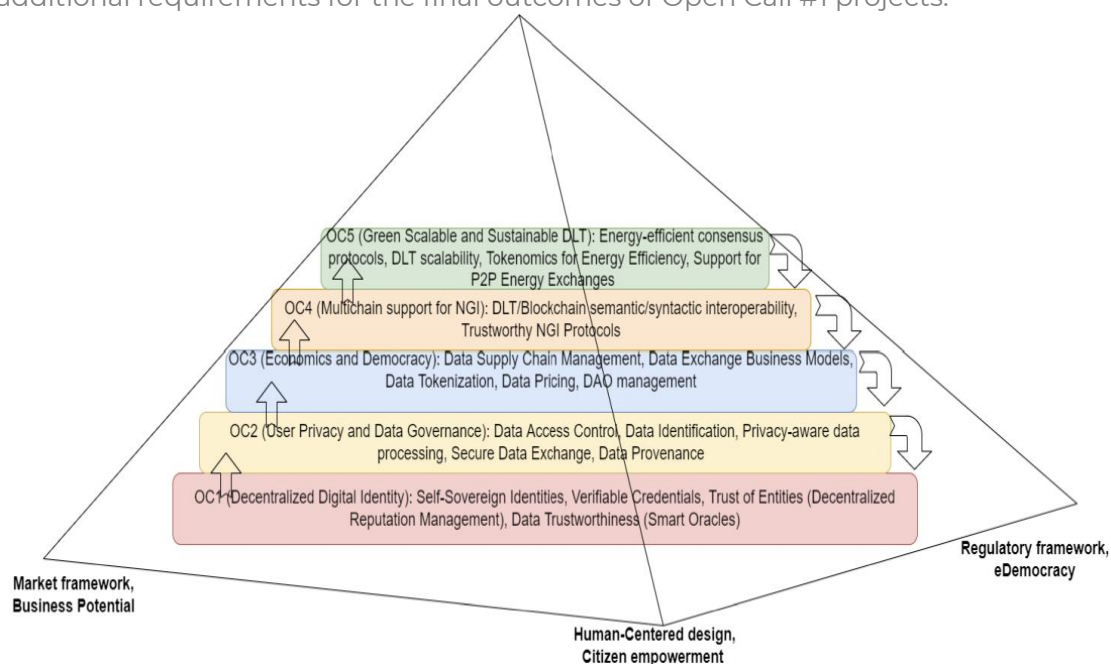 additional requirements for the final outcomes of Open Call #1 projects.
OC5 (Green Scalable and Sustainable DLT): Energy-efficient consensus
protocols, DLT scalability, Tokenomics for Energy Efficiency, Support for
P2P Energy Exchanges
OC4 (Multichain support for NGI): DLT/Blockchain semantic/syntactic interoperability,
Trustworthy NGI Protocols
OC3 (Economics and Democracy): Data Supply Chain Management, Data Exchange Business Models,
Data Tokenization, Data Pricing, DAO management
OC2 (User Privacy and Data Governance): Data Access Control, Data Identification, Privacy-aware data
processing, Secure Data Exchange, Data Provenance
OC1 (Decentralized Digital Identity): Self-Sovereign Identities, Verifiable Credentials, Trust of Entities (Decentralized
Reputation Management), Data Trustworthiness (Smart Oracles)
Market framework,
Business Potential
Human-Centered design,
Citizen empowerment
Regulatory framework,
eDemocracy